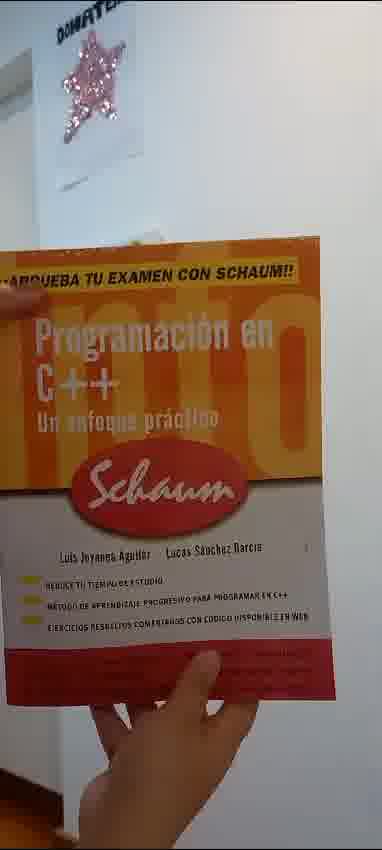 ¡¡APRUEBA TU EXAMEN CON SCHAUM!!
Programación en
C++
Un enfoque práctico
Schaum
Luis Joyanes Aguilar Lucas Sánchez García
REDUCE TU TIEMPO DE ESTUDIO
MÉTODO DE APRENDIZAJE PROGRESIVO PARA PROGRAMAR EN C++
EJERCICIOS RESUELTOS COMENTADOS CON CÓDIGO DISPONIBLE EN WEB